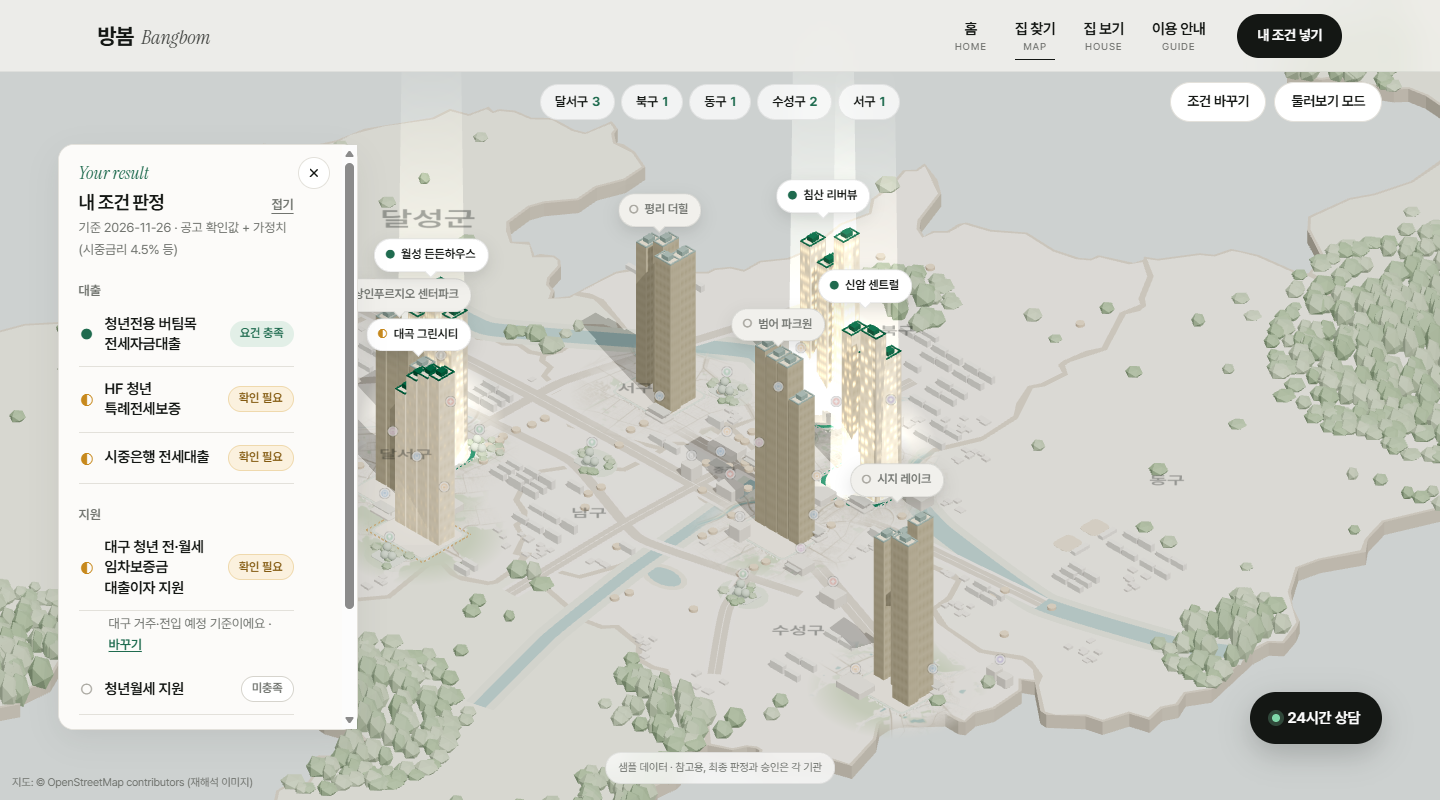 방봄 Bangbom
홈
HOME
집 찾기
MAP
집 보기
HOUSE
이용 안내
GUIDE
내 조건 넣기
달서구 3
북구 1
동구 1
수성구 2
서구 1
조건 바꾸기
둘러보기 모드
Your result
×
내 조건 판정
접기
기준 2026-11-26 · 공고 확인값 + 가정치
(시중금리 4.5% 등)
대출
청년전용 버팀목
전세자금대출
요건 충족
HF 청년
특례전세보증
확인 필요
시중은행 전세대출
확인 필요
지원
대구 청년 전·월세
임차보증금
대출이자 지원
확인 필요
대구 거주·전입 예정 기준이에요 ·
바꾸기
청년월세 지원
미충족
달성군
월성 든든하우스
상인푸르지오 센터파크
대곡 그린시티
평리 더힐
침산 리버뷰
신암 센트럴
범어 파크원
북구
서구
달서구
시지 레이크
동구
남구
수성구
24시간 상담
샘플 데이터 · 참고용, 최종 판정과 승인은 각 기관
지도: © OpenStreetMap contributors (재해석 이미지)